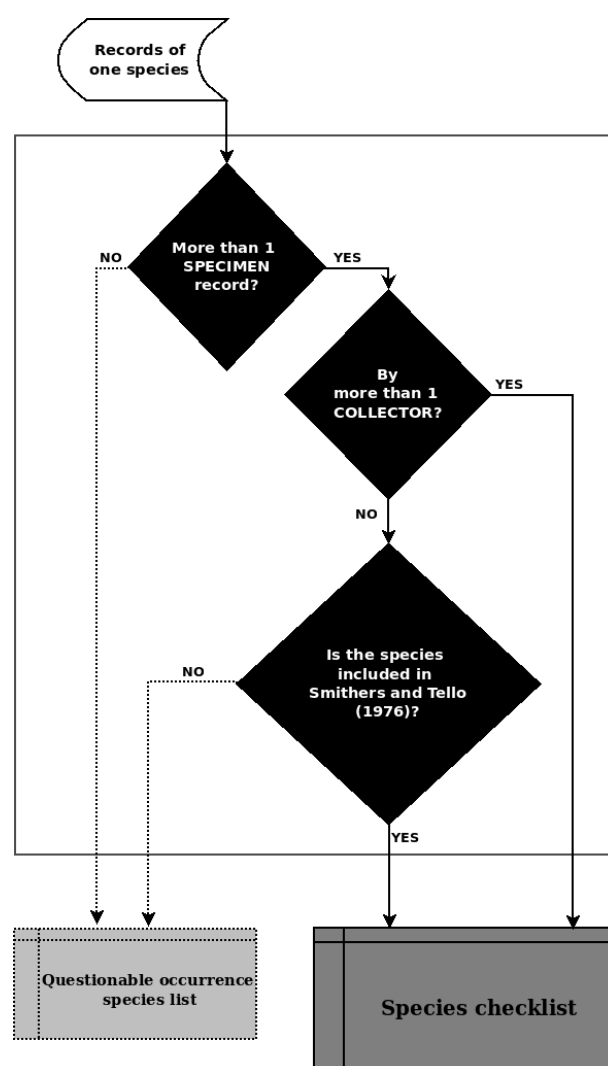 Records of
one species
More than 1
SPECIMEN
record?
NO
YES
By
more than 1
COLLECTOR?
YES
NO
Is the species
included in
Smithers and Tello
(1976)?
NO
YES
Questionable occurrence
species list
Species checklist